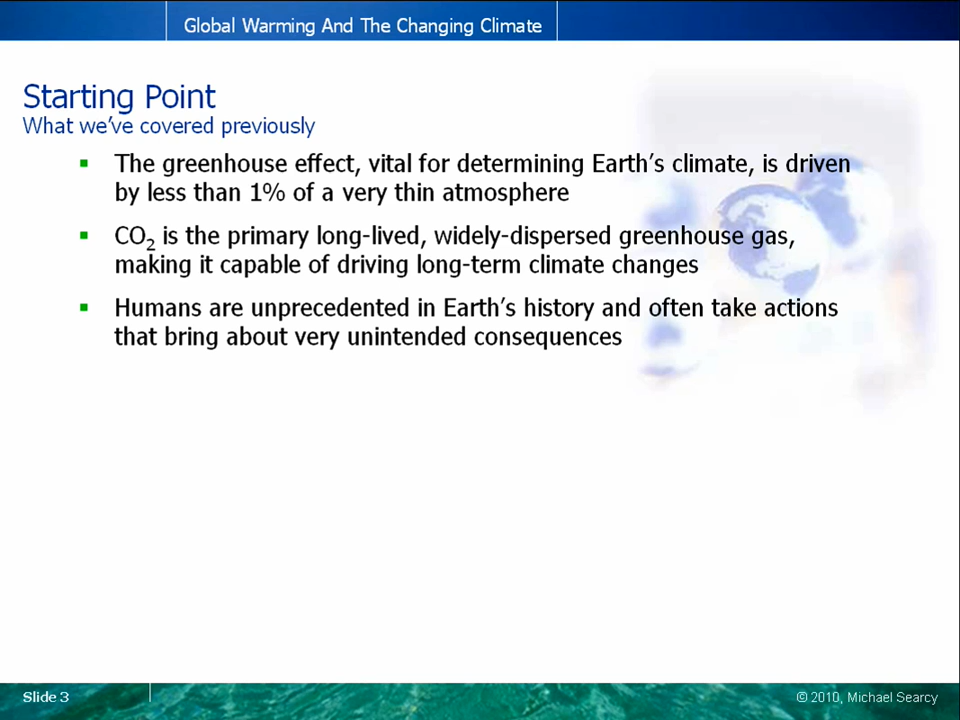 Global Warming And The Changing Climate
Starting Point
What we've covered previously
▪ The greenhouse effect, vital for determining Earth's climate, is driven
by less than 1% of a very thin atmosphere
▪ CO₂ is the primary long-lived, widely-dispersed greenhouse gas,
making it capable of driving long-term climate changes
▪ Humans are unprecedented in Earth's history and often take actions
that bring about very unintended consequences
Slide 3
© 2010, Michael Searcy